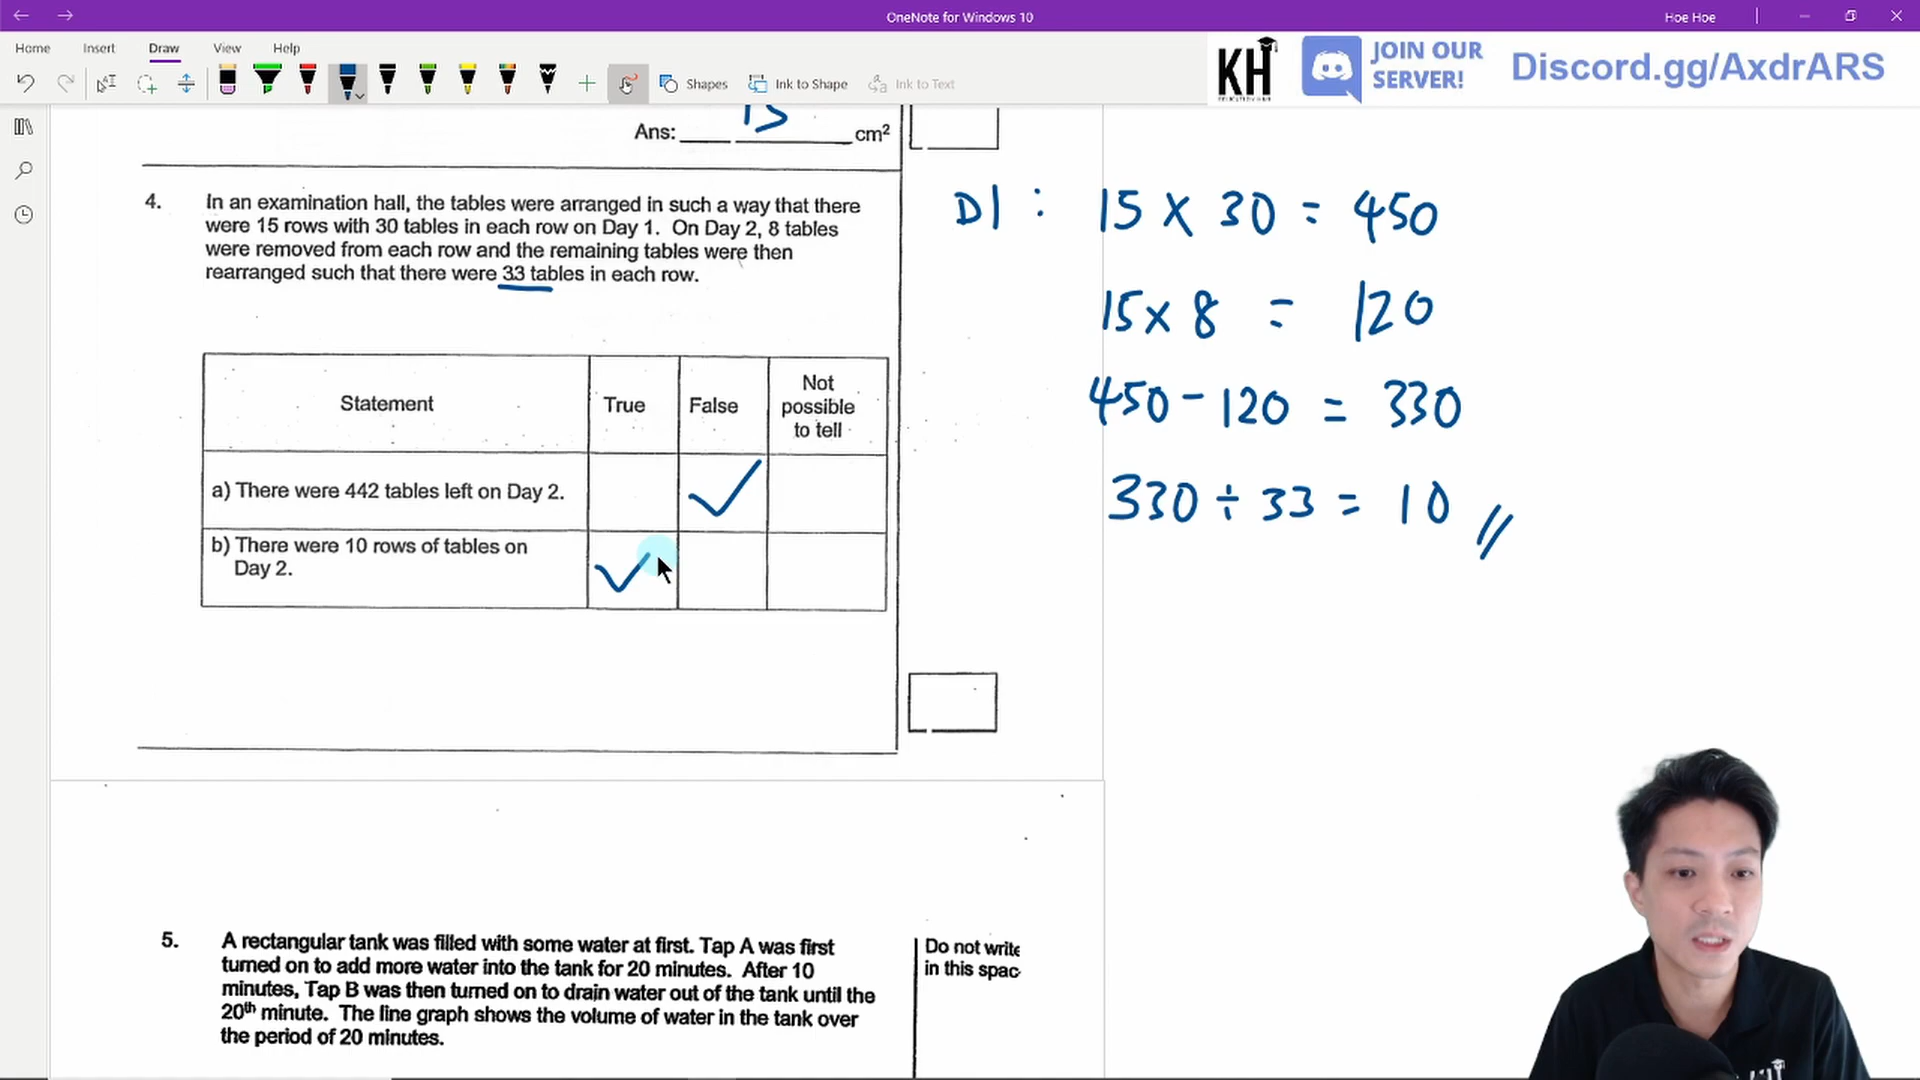 OneNote for Windows 10
Hoe Hoe
Home Insert Draw View Help
Shapes Ink to Shape Ink to Text
KH
JOIN OUR
SERVER!
Discord.gg/AxdrARS
Ans: 15 cm²
4. In an examination hall, the tables were arranged in such a way that there
were 15 rows with 30 tables in each row on Day 1. On Day 2, 8 tables
were removed from each row and the remaining tables were then
rearranged such that there were 33 tables in each row.
Statement True False Not possible to tell
a) There were 442 tables left on Day 2.
b) There were 10 rows of tables on
Day 2.
D1 : 15 x 30 = 450
15 x 8 = 120
450 - 120 = 330
330 ÷ 33 = 10
5. A rectangular tank was filled with some water at first. Tap A was first
turned on to add more water into the tank for 20 minutes. After 10
minutes, Tap B was then turned on to drain water out of the tank until the
20th minute. The line graph shows the volume of water in the tank over
the period of 20 minutes.
Do not write
in this spac